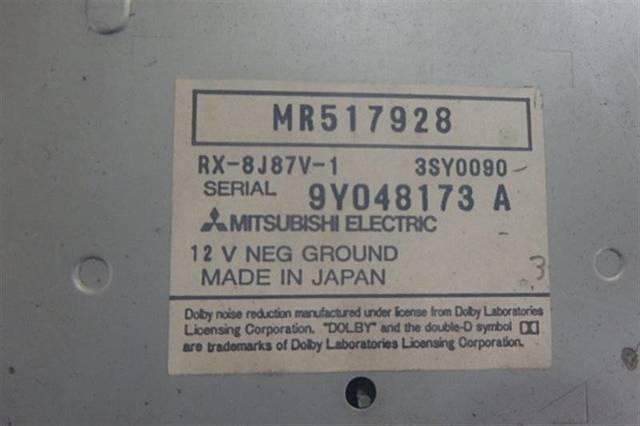 MR517928
RX-8J87V-1 3SY0090-
SERIAL 9Y048173 A
MITSUBISHI ELECTRIC
12 V NEG GROUND
MADE IN JAPAN
3
Dolby noise reduction manufactured under license from Dolby Laboratories
Licensing Corporation. "DOLBY" and the double-D symbol
are trademarks of Dolby Laboratories Licensing Corporation.